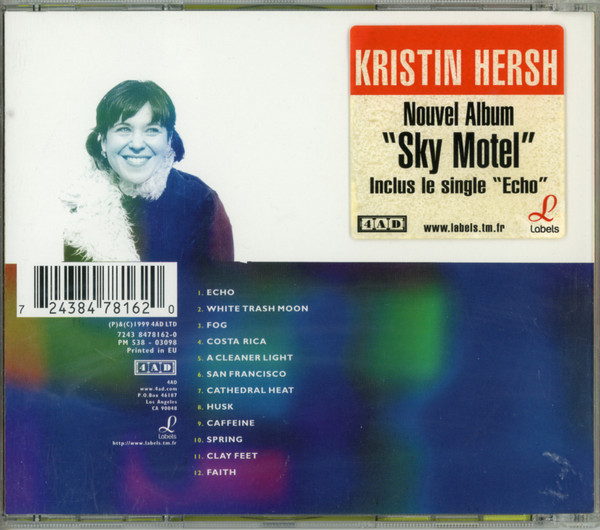 KRISTIN HERSH
Nouvel Album
"Sky Motel"
Inclus le single "Echo"
4AD
www.labels.tm.fr
L
Labels
7 24384 78162 0
(P)&(C)1999 4AD LTD
7243 8478162-0
PM 538 - 03098
Printed in EU
4AD
4AD
www.4ad.com
P.O.Box 46187
Los Angeles
CA 90048
L
Labels
http://www.labels.tm.fr
1. ECHO
2. WHITE TRASH MOON
3. FOG
4. COSTA RICA
5. A CLEANER LIGHT
6. SAN FRANCISCO
7. CATHEDRAL HEAT
8. HUSK
9. CAFFEINE
10. SPRING
11. CLAY FEET
12. FAITH